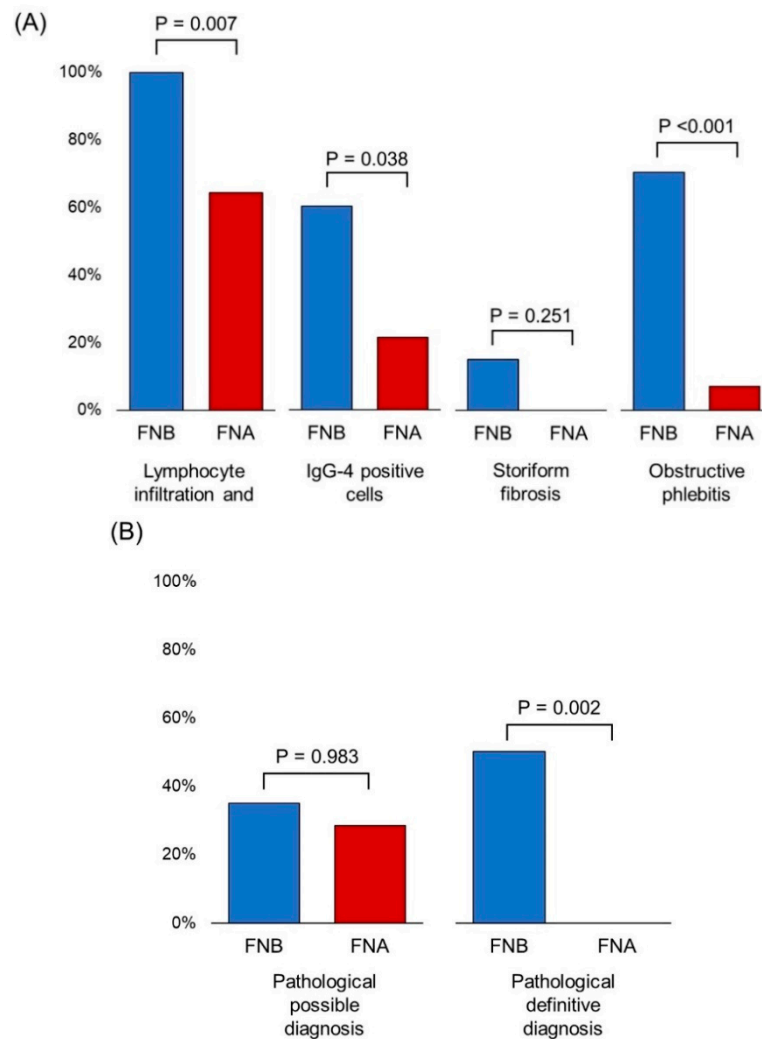 (A)
P = 0.007
P = 0.038
P <0.001
P = 0.251
100%
80%
60%
40%
20%
0%
FNB FNA FNB FNA FNB FNA FNB FNA
Lymphocyte infiltration and
IgG-4 positive cells
Storiform fibrosis
Obstructive phlebitis
(B)
100%
80%
60%
40%
20%
0%
P = 0.983
P = 0.002
FNB FNA FNB FNA
Pathological possible diagnosis
Pathological definitive diagnosis